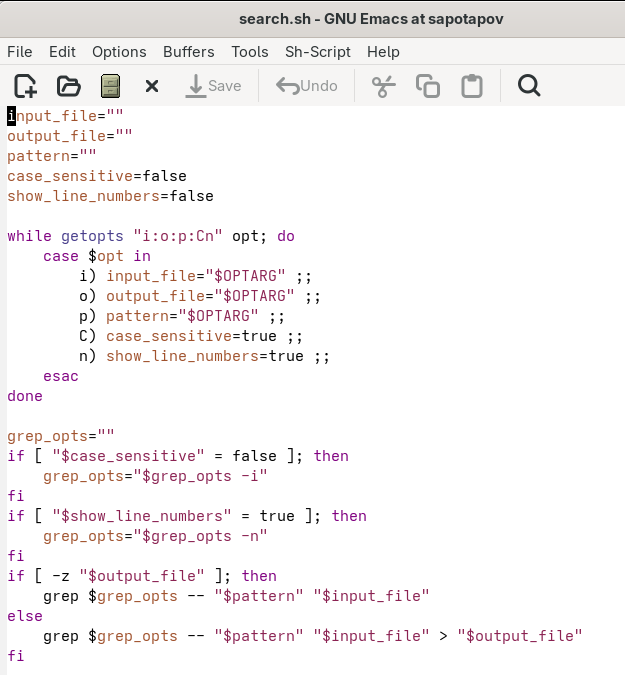 search.sh - GNU Emacs at sapotapov
File Edit Options Buffers Tools Sh-Script Help
Save Undo
input_file=""
output_file=""
pattern=""
case_sensitive=false
show_line_numbers=false

while getopts "i:o:p:Cn" opt; do
    case $opt in
        i) input_file="$OPTARG" ;;
        o) output_file="$OPTARG" ;;
        p) pattern="$OPTARG" ;;
        C) case_sensitive=true ;;
        n) show_line_numbers=true ;;
    esac
done

grep_opts=""
if [ "$case_sensitive" = false ]; then
    grep_opts="$grep_opts -i"
fi
if [ "$show_line_numbers" = true ]; then
    grep_opts="$grep_opts -n"
fi
if [ -z "$output_file" ]; then
    grep $grep_opts -- "$pattern" "$input_file"
else
    grep $grep_opts -- "$pattern" "$input_file" > "$output_file"
fi